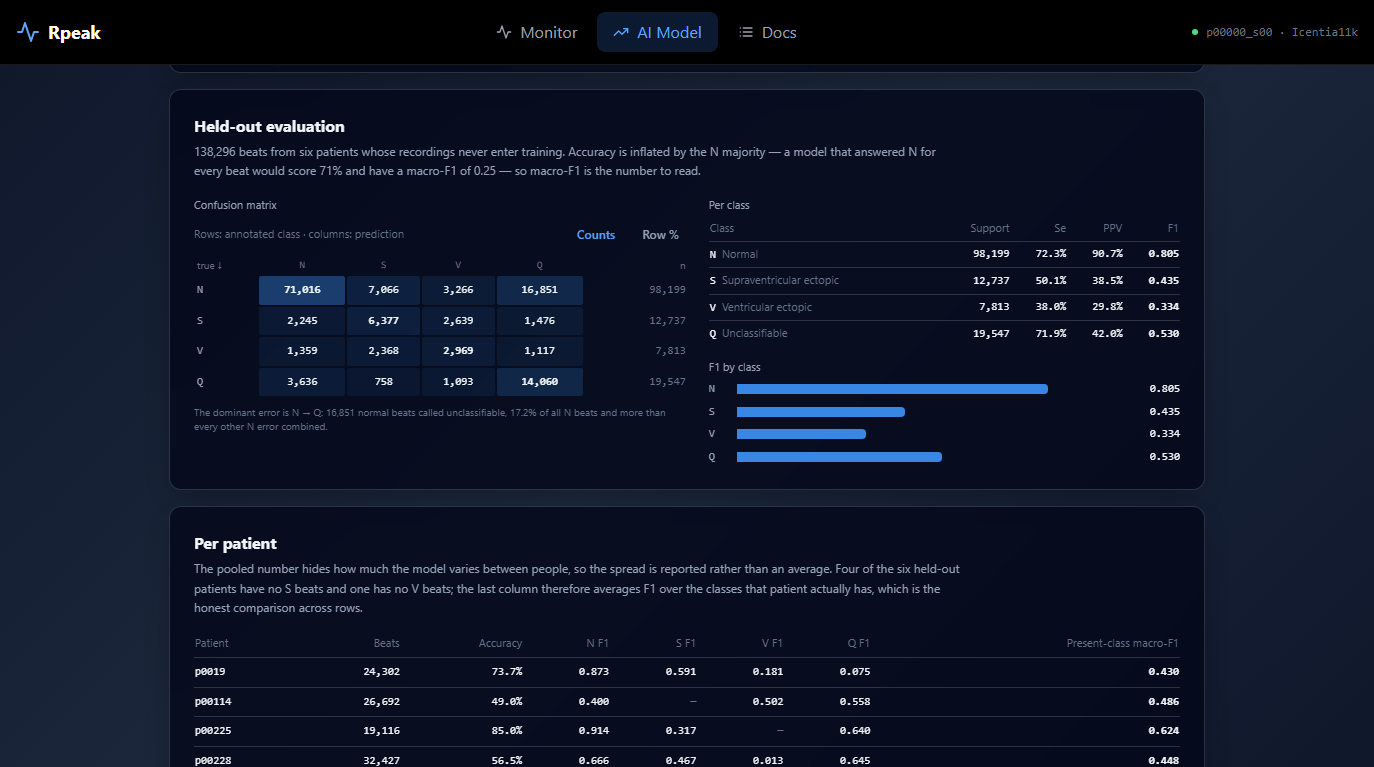 Rpeak
Monitor
AI Model
Docs
p00000_s00 · Icentia11k
Held-out evaluation
138,296 beats from six patients whose recordings never enter training. Accuracy is inflated by the N majority — a model that answered N for
every beat would score 71% and have a macro-F1 of 0.25 — so macro-F1 is the number to read.
Confusion matrix
Rows: annotated class · columns: prediction
Counts Row %
true ↓ N S V Q n
N 71,016 7,066 3,266 16,851 98,199
S 2,245 6,377 2,639 1,476 12,737
V 1,359 2,368 2,969 1,117 7,813
Q 3,636 758 1,093 14,060 19,547
The dominant error is N → Q: 16,851 normal beats called unclassifiable, 17.2% of all N beats and more than
every other N error combined.
Per class
Class Support Se PPV F1
N Normal 98,199 72.3% 90.7% 0.805
S Supraventricular ectopic 12,737 50.1% 38.5% 0.435
V Ventricular ectopic 7,813 38.0% 29.8% 0.334
Q Unclassifiable 19,547 71.9% 42.0% 0.530
F1 by class
N 0.805
S 0.435
V 0.334
Q 0.530
Per patient
The pooled number hides how much the model varies between people, so the spread is reported rather than an average. Four of the six held-out
patients have no S beats and one has no V beats; the last column therefore averages F1 over the classes that patient actually has, which is the
honest comparison across rows.
Patient Beats Accuracy N F1 S F1 V F1 Q F1 Present-class macro-F1
p0019 24,302 73.7% 0.873 0.591 0.181 0.075 0.430
p00114 26,692 49.0% 0.400 — 0.502 0.558 0.486
p00225 19,116 85.0% 0.914 0.317 — 0.640 0.624
p00228 32,427 56.5% 0.666 0.467 0.013 0.645 0.448